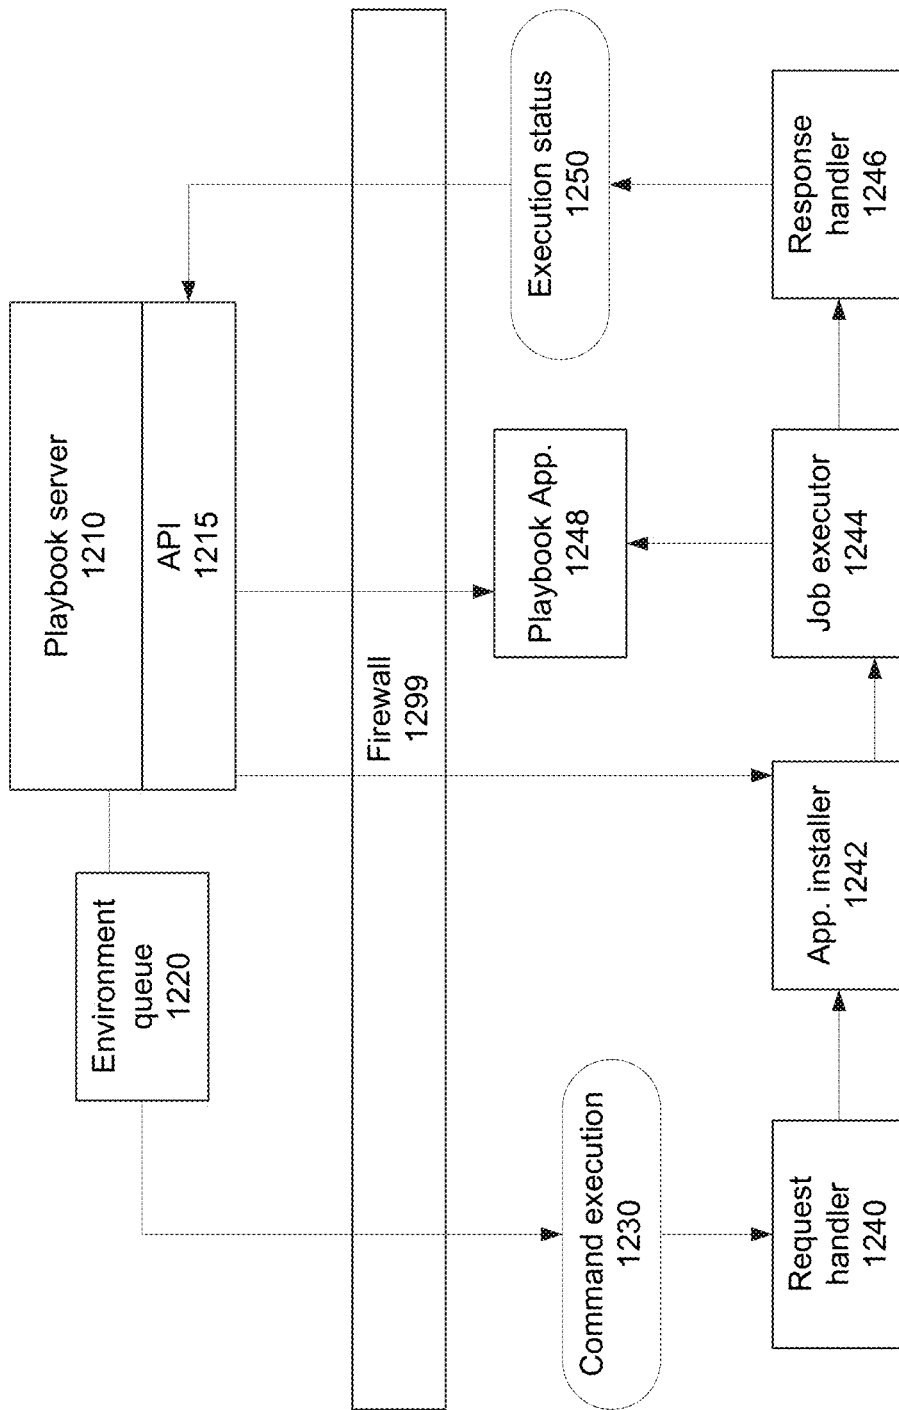 Playbook server
1210
API
1215
Environment
queue
1220
Firewall
1299
Command execution
1230
Playbook App.
1248
Execution status
1250
Request
handler
1240
App. installer
1242
Job executor
1244
Response
handler
1246